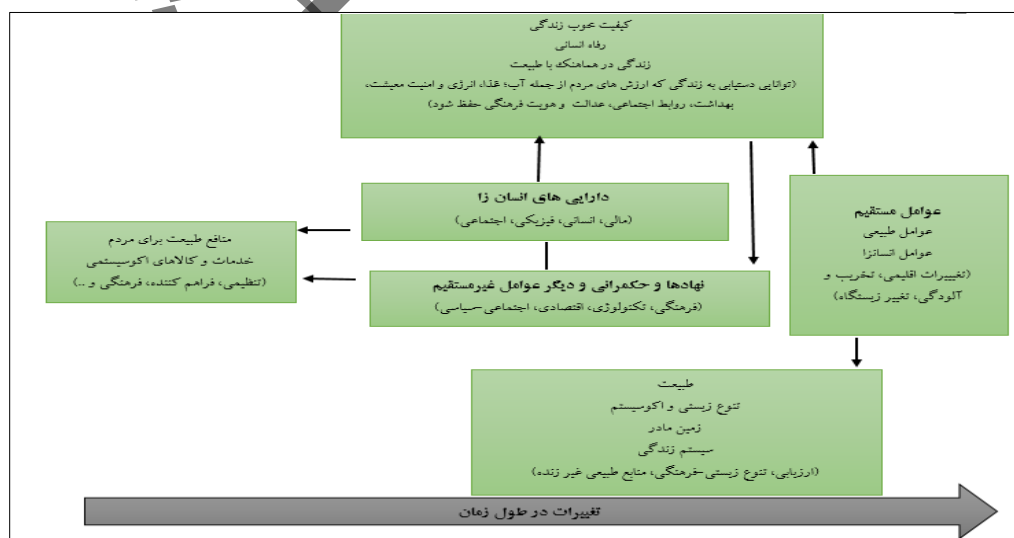 کیفیت خوب زندگی
رفاه انسانی
زندگی در هماهنگ با طبیعت
(توانایی دستیابی به زندگی که ارزش های مردم از جمله آب؛ غذا، انرژی و امنیت معیشت،
بهداشت، روابط اجتماعی، عدالت و هویت فرهنگی حفظ شود)
دارایی های انسان زا
(مالی، انسانی، فیزیکی، اجتماعی)
عوامل مستقیم
عوامل طبیعی
عوامل انسانزا
(تغییرات اقلیمی، تخریب و
آلودگی، تغییر زیستگاه)
منافع طبیعت برای مردم
خدمات و کالاهای اکوسیستمی
(تنظیمی، فراهم کننده، فرهنگی و ..)
نهادها و حکمرانی و دیگر عوامل غیرمستقیم
(فرهنگی، تکنولوژی، اقتصادی، اجتماعی-سیاسی)
طبیعت
تنوع زیستی و اکوسیستم
زمین مادر
سیستم زندگی
(ارزیابی، تنوع زیستی-فرهنگی، منابع طبیعی غیر زنده)
تغییرات در طول زمان